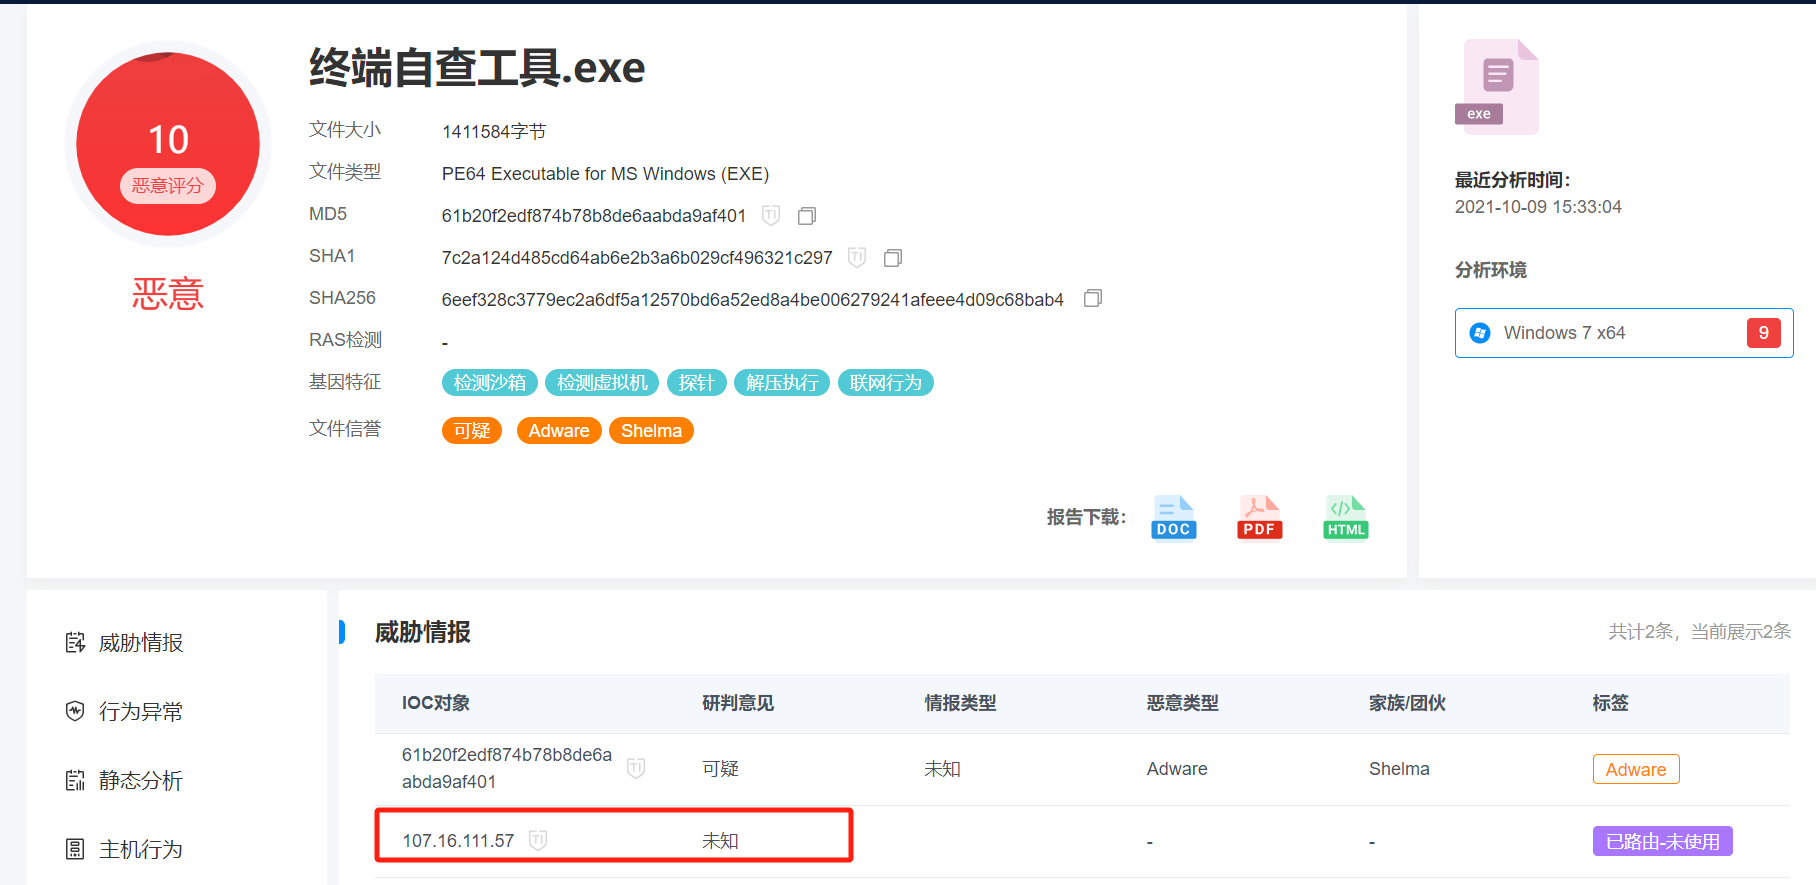 终端自查工具.exe
10
恶意评分
恶意
文件大小 1411584字节
文件类型 PE64 Executable for MS Windows (EXE)
MD5 61b20f2edf874b78b8de6aabda9af401
SHA1 7c2a124d485cd64ab6e2b3a6b029cf496321c297
SHA256 6eef328c3779ec2a6df5a12570bd6a52ed8a4be006279241afeee4d09c68bab4
RAS检测 -
基因特征 检测沙箱 检测虚拟机 探针 解压执行 联网行为
文件信誉 可疑 Adware Shelma
报告下载： DOC PDF HTML
exe
最近分析时间：
2021-10-09 15:33:04
分析环境
Windows 7 x64 9
威胁情报
行为异常
静态分析
主机行为
威胁情报 共计2条，当前展示2条
IOC对象 研判意见 情报类型 恶意类型 家族/团伙 标签
61b20f2edf874b78b8de6a
abda9af401 可疑 未知 Adware Shelma Adware
107.16.111.57 未知 - - 已路由-未使用